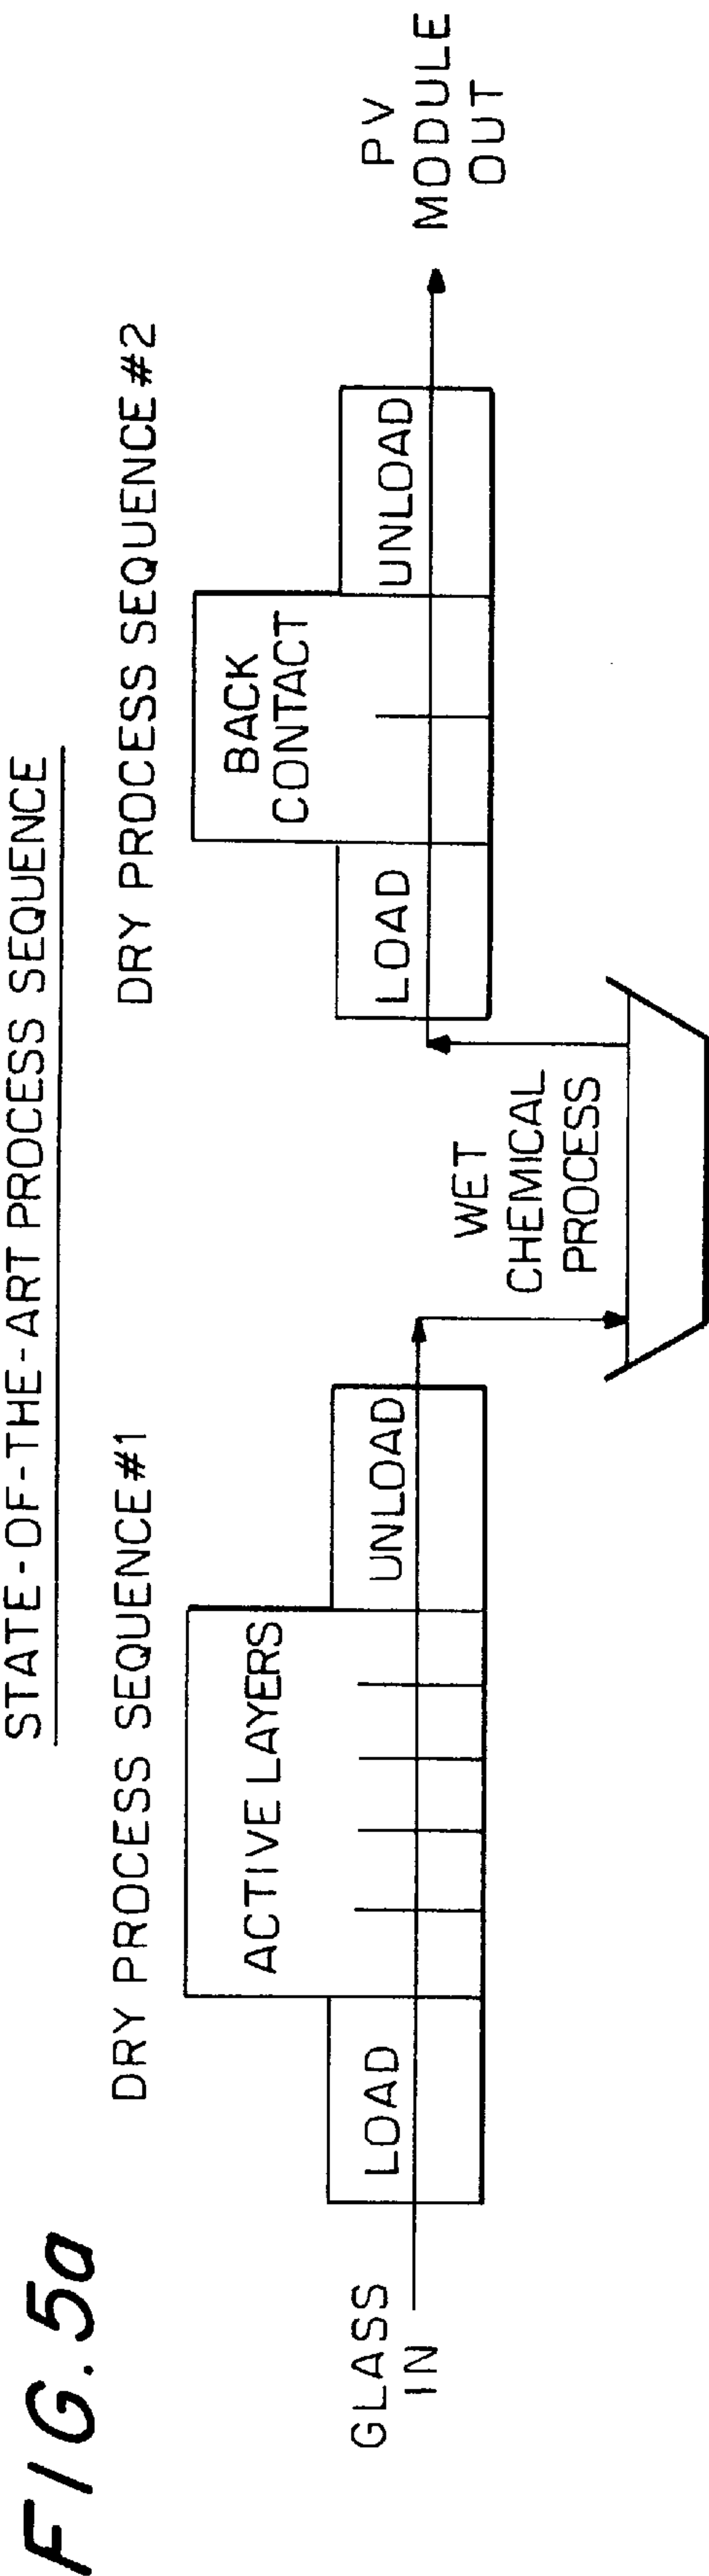 FIG. 5a
STATE-OF-THE-ART PROCESS SEQUENCE
DRY PROCESS SEQUENCE #1
DRY PROCESS SEQUENCE #2
GLASS
IN
LOAD
ACTIVE LAYERS
UNLOAD
WET
CHEMICAL
PROCESS
LOAD
BACK
CONTACT
UNLOAD
PV
MODULE
OUT